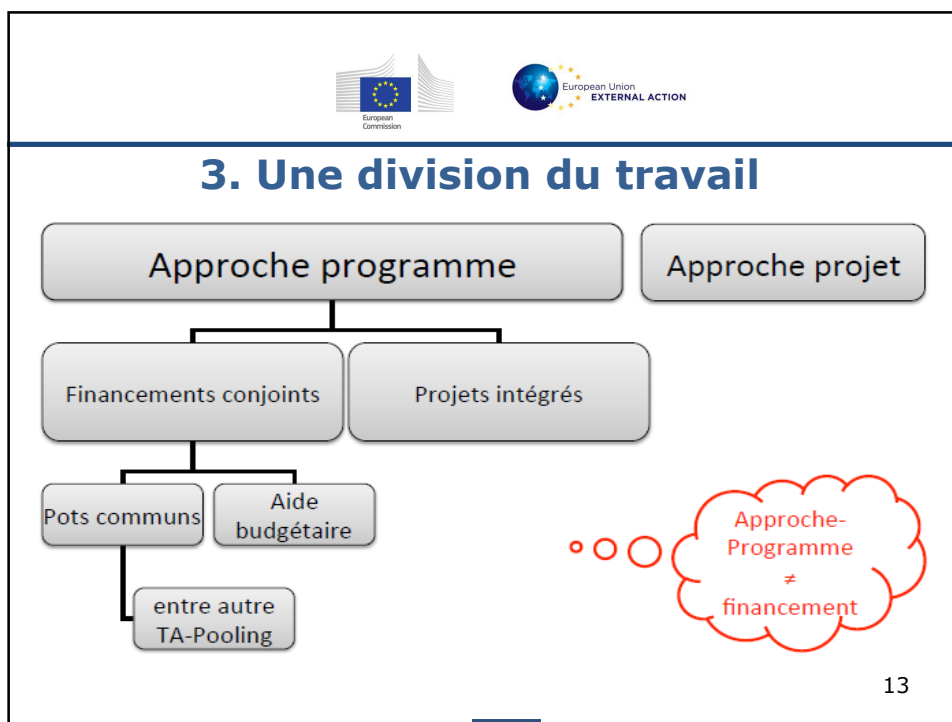 European
Commission
European Union
EXTERNAL ACTION
3. Une division du travail
Approche programme
Approche projet
Financements conjoints
Projets intégrés
Pots communs
Aide
budgétaire
entre autre
TA-Pooling
Approche-
Programme
≠
financement
13